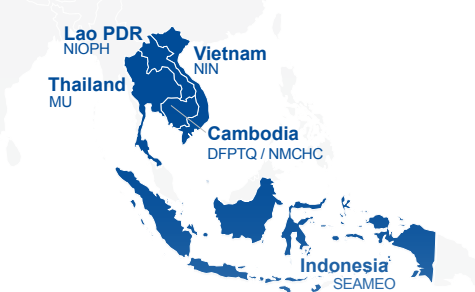 Lao PDR
NIOPH
Vietnam
NIN
Thailand
MU
Cambodia
DFPTQ / NMCHC
Indonesia
SEAMEO